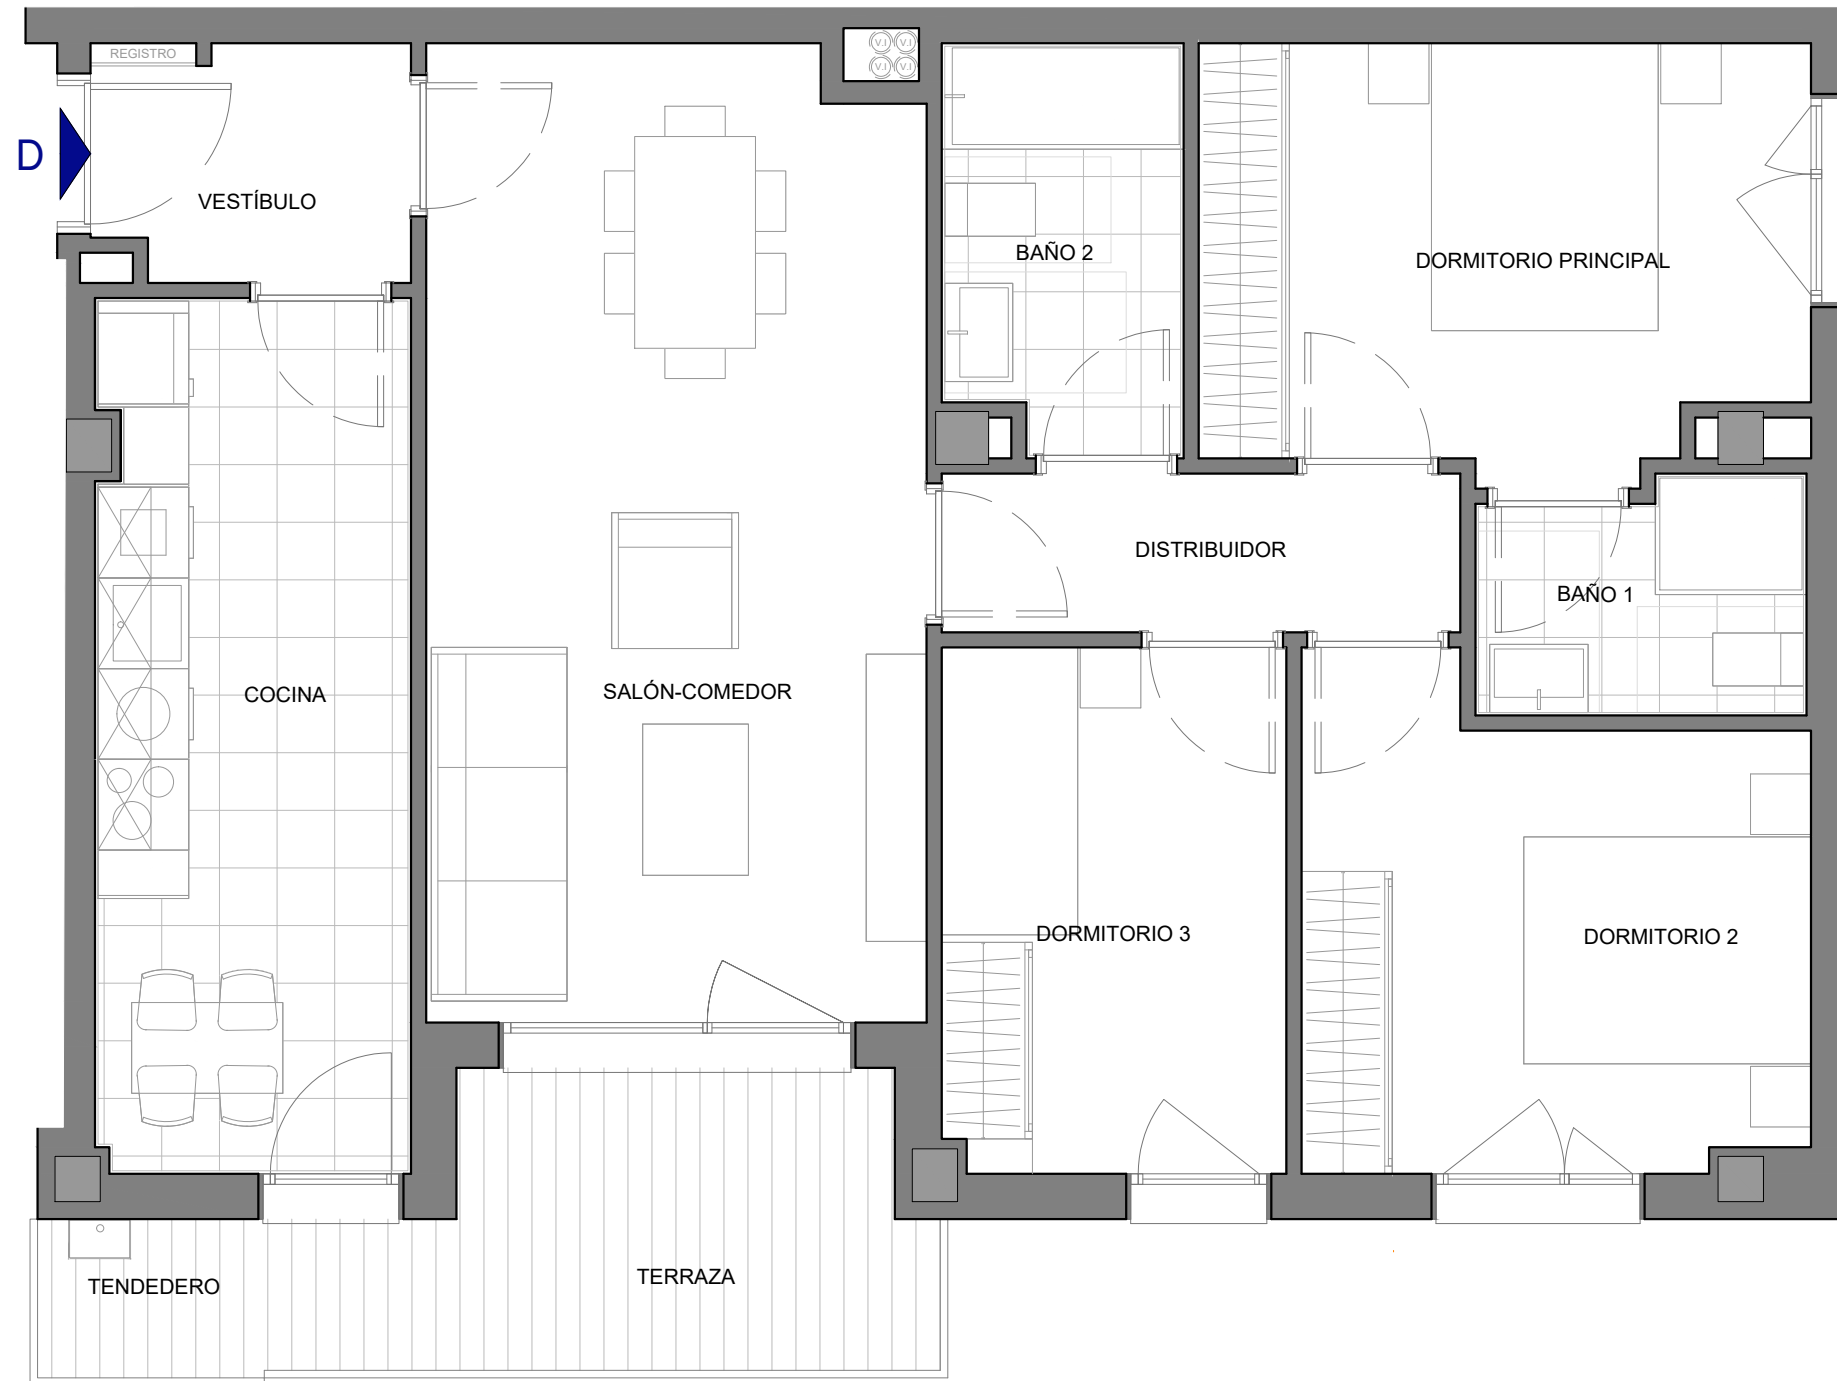 REGISTRO
V.I V.I
V.I V.I
D
VESTÍBULO
BAÑO 2
DORMITORIO PRINCIPAL
DISTRIBUIDOR
BAÑO 1
COCINA
SALÓN-COMEDOR
DORMITORIO 3
DORMITORIO 2
TENDEDERO
TERRAZA